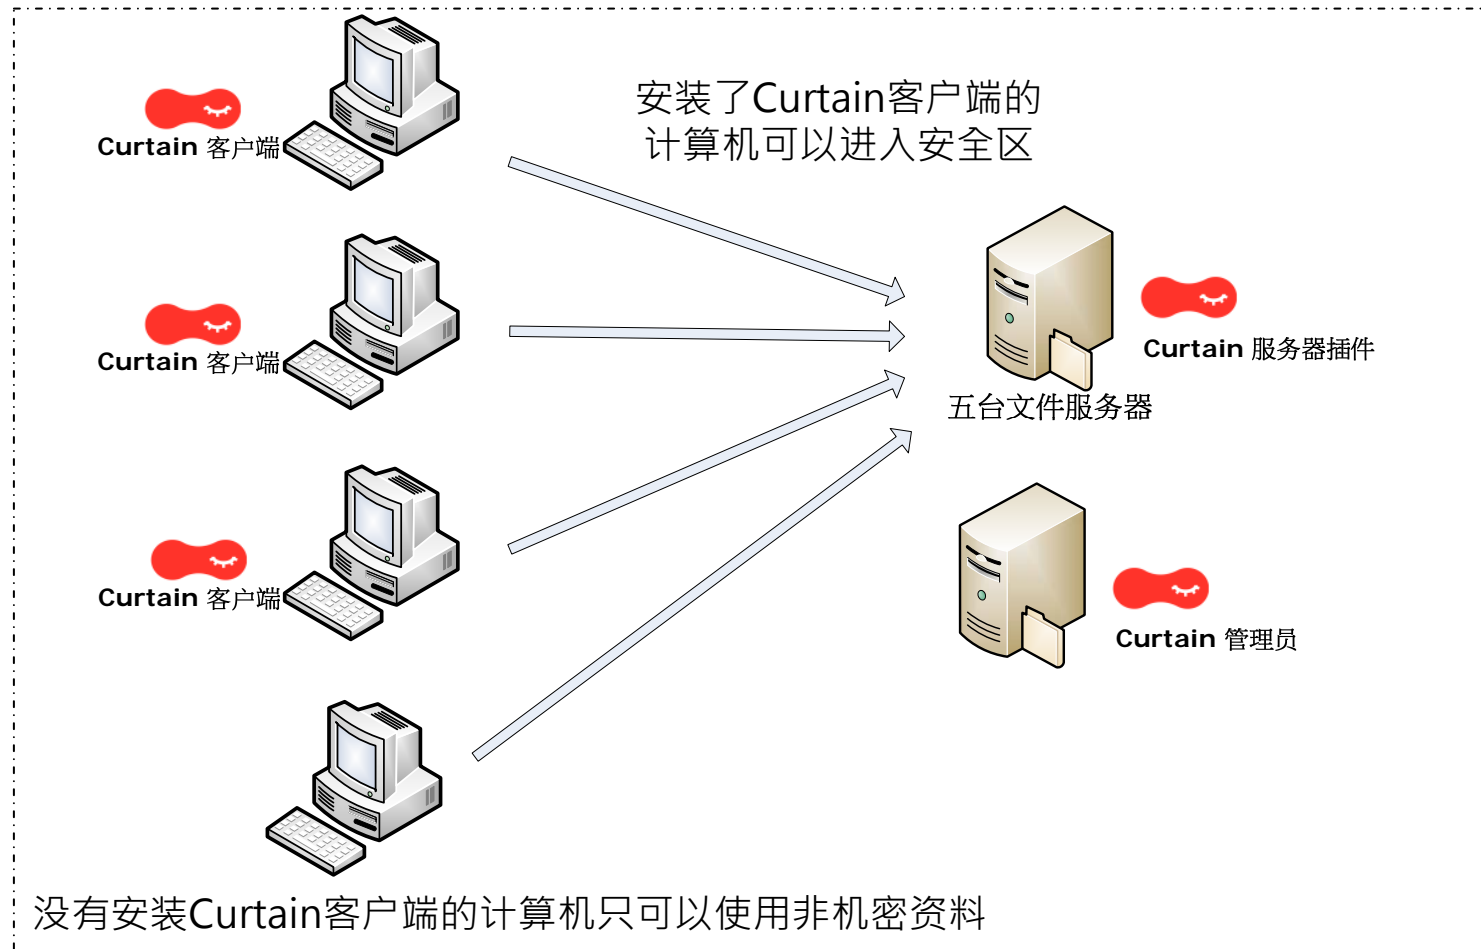 安装了Curtain客户端的
计算机可以进入安全区
Curtain 客户端
Curtain 客户端
Curtain 服务器插件
五台文件服务器
Curtain 客户端
Curtain 管理员
没有安装Curtain客户端的计算机只可以使用非机密资料